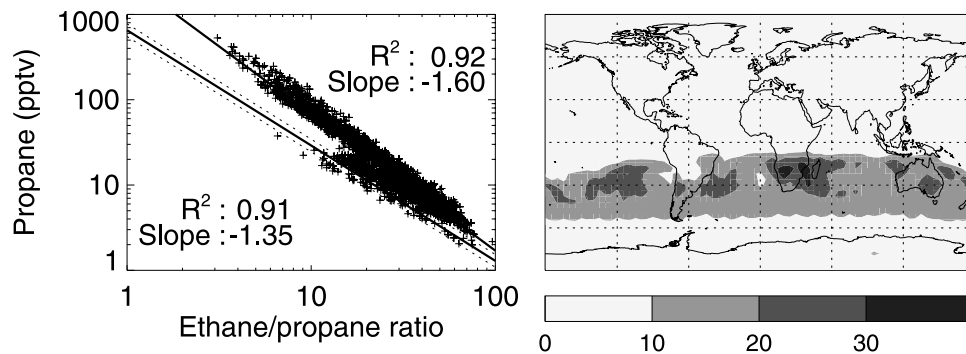 Propane (pptv)
1000
100
10
1
R2 : 0.92
Slope :-1.60
R2 : 0.91
Slope :-1.35
1 10 100
Ethane/propane ratio
0 10 20 30